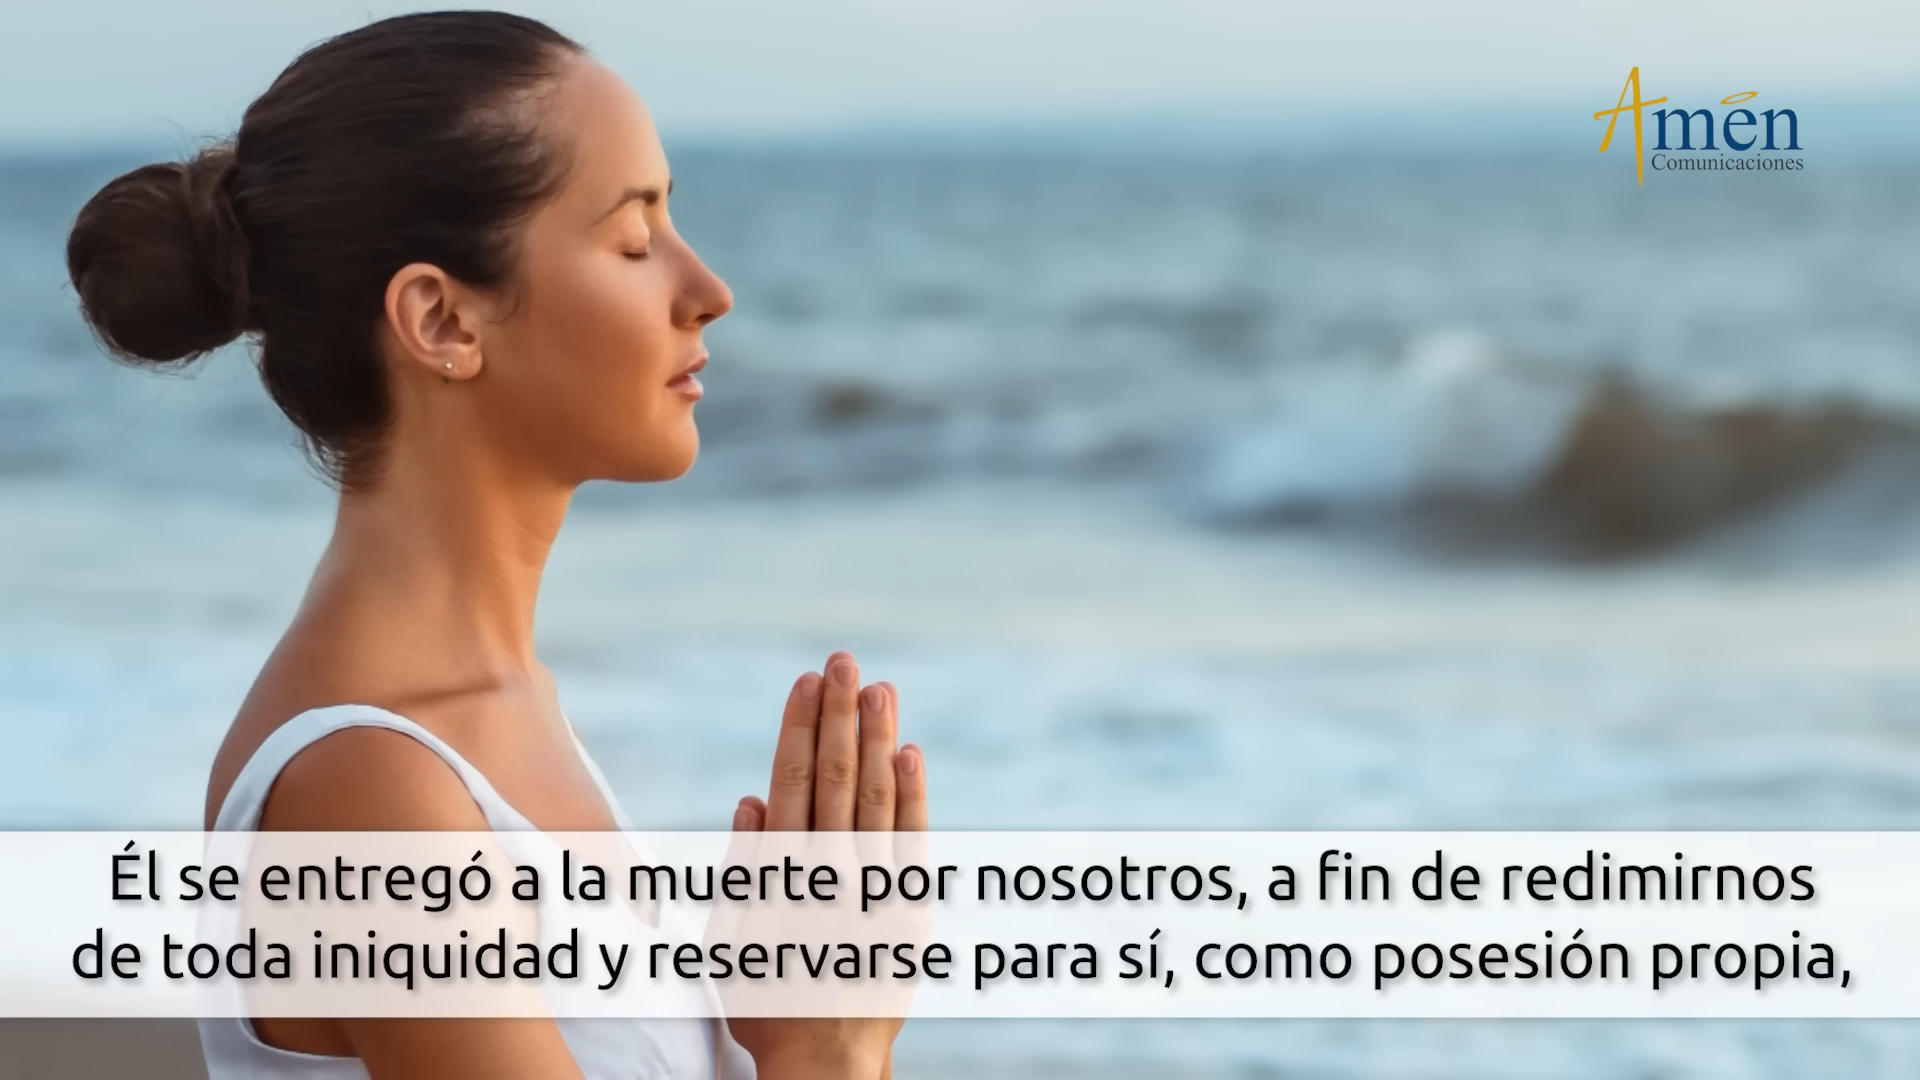 Amén
Comunicaciones
Él se entregó a la muerte por nosotros, a fin de redimirnos
de toda iniquidad y reservarse para sí, como posesión propia,